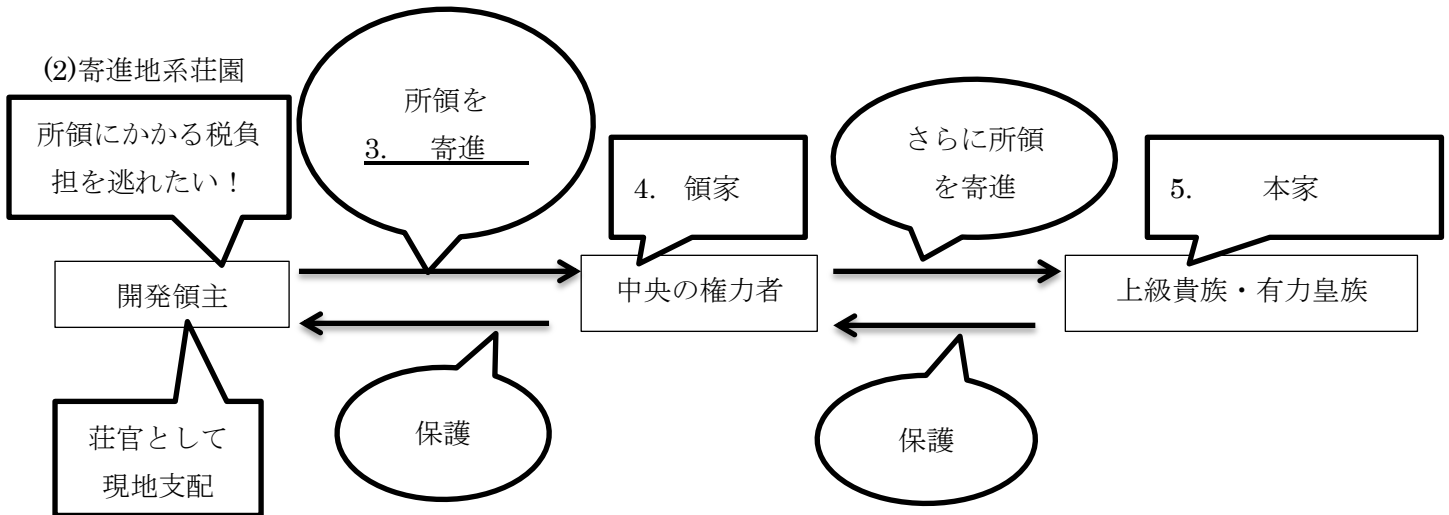 (2)寄進地系荘園
所領にかかる税負
担を逃れたい！
所領を
3. 寄進
4. 領家
さらに所領
を寄進
5. 本家
開発領主
中央の権力者
上級貴族・有力皇族
荘官として
現地支配
保護
保護